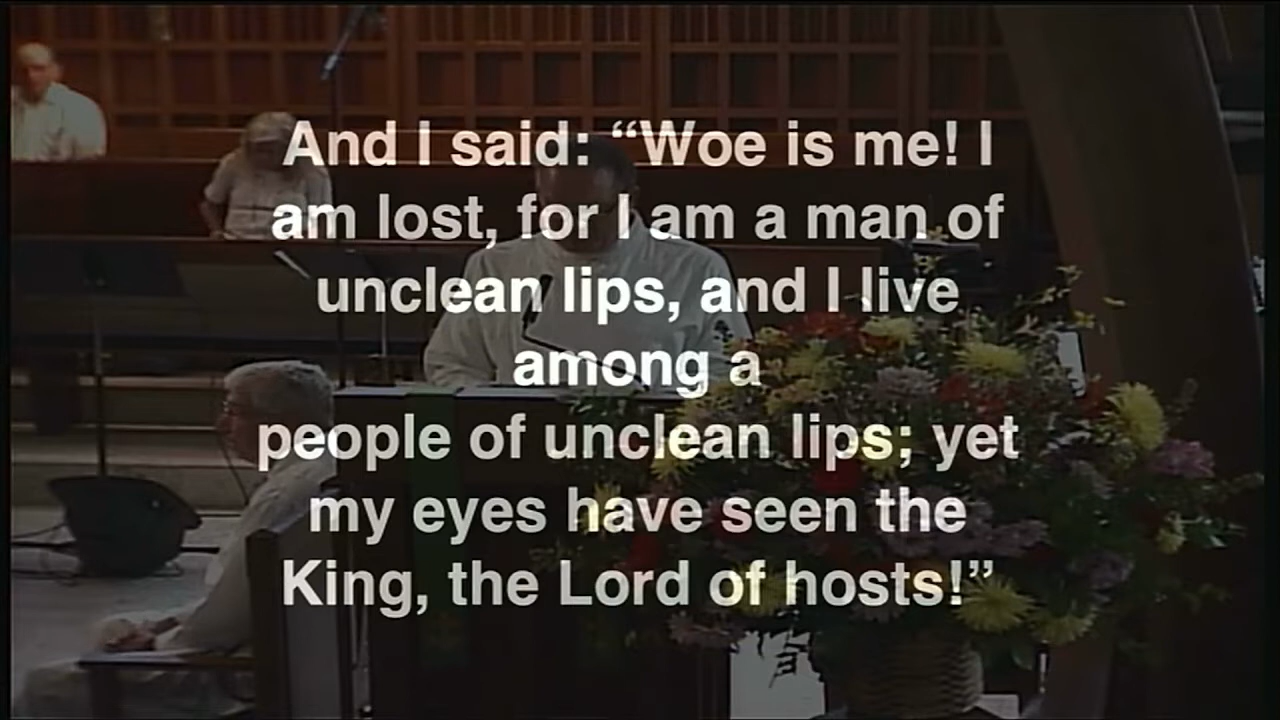 And I said: “Woe is me! I
am lost, for I am a man of
unclean lips, and I live
among a
people of unclean lips; yet
my eyes have seen the
King, the Lord of hosts!”